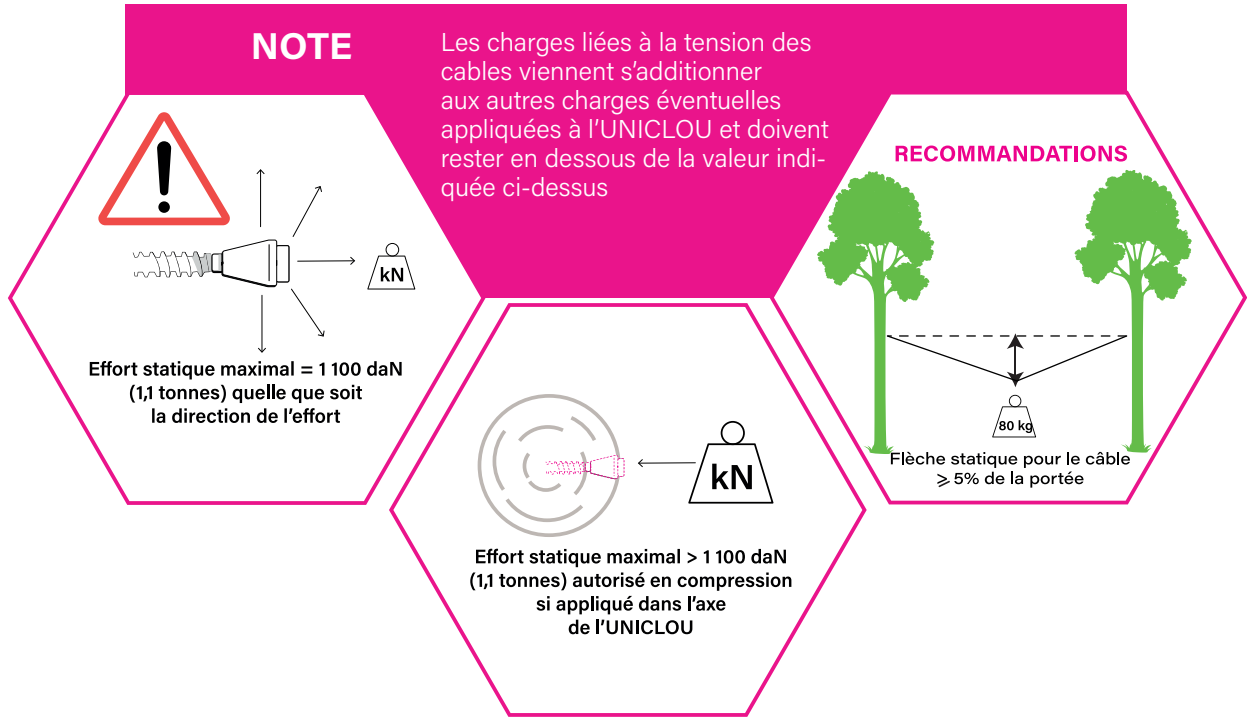 NOTE
Les charges liées à la tension des
cables viennent s'additionner
aux autres charges éventuelles
appliquées à l'UNICLOU et doivent
rester en dessous de la valeur indi-
quée ci-dessus
kN
Effort statique maximal = 1 100 daN
(1,1 tonnes) quelle que soit
la direction de l'effort
kN
Effort statique maximal > 1 100 daN
(1,1 tonnes) autorisé en compression
si appliqué dans l'axe
de l'UNICLOU
RECOMMANDATIONS
80 kg
Flèche statique pour le câble
⩾ 5% de la portée